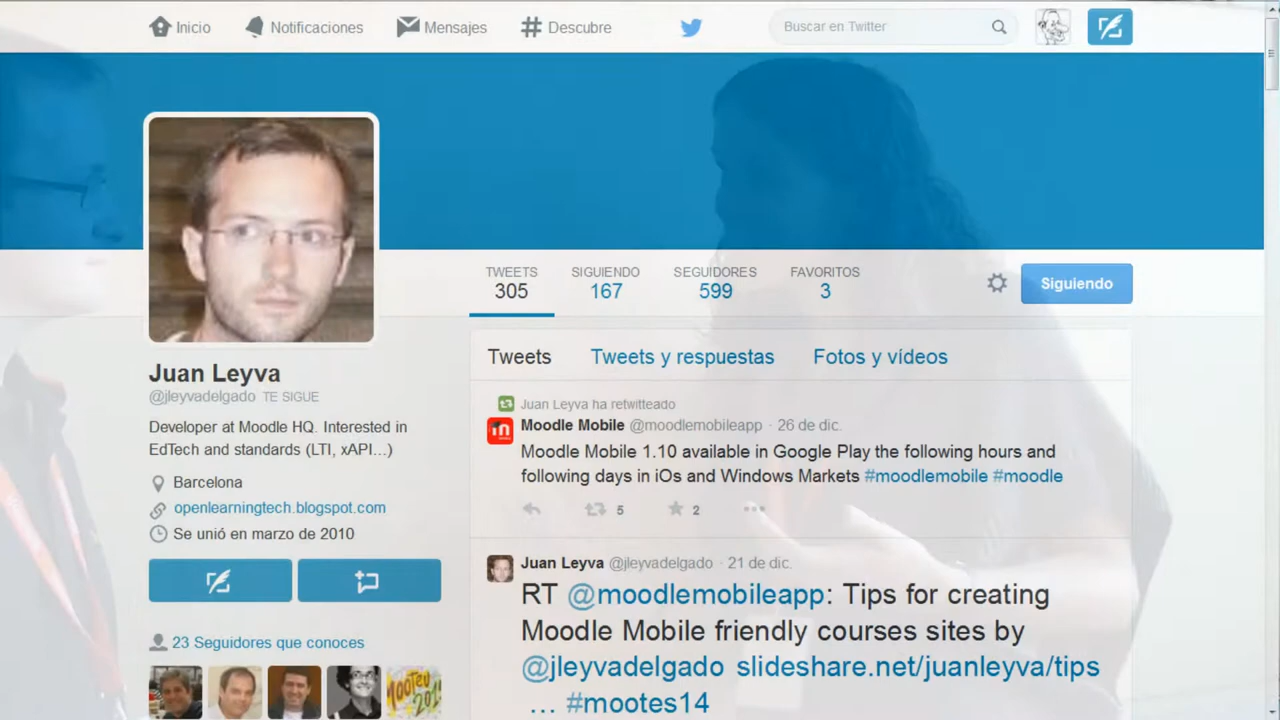 Inicio
Notificaciones
Mensajes
Descubre
Buscar en Twitter
TWEETS
305
SIGUIENDO
167
SEGUIDORES
599
FAVORITOS
3
Siguiendo
Juan Leyva
@jleyvadelgado TE SIGUE
Developer at Moodle HQ. Interested in
EdTech and standards (LTI, xAPI...)
Barcelona
openlearningtech.blogspot.com
Se unió en marzo de 2010
23 Seguidores que conoces
Tweets
Tweets y respuestas
Fotos y vídeos
Juan Leyva ha retwitteado
Moodle Mobile @moodlemobileapp · 26 de dic.
Moodle Mobile 1.10 available in Google Play the following hours and
following days in iOs and Windows Markets #moodlemobile #moodle
5
2
Juan Leyva @jleyvadelgado · 21 de dic.
RT @moodlemobileapp: Tips for creating
Moodle Mobile friendly courses sites by
@jleyvadelgado slideshare.net/juanleyva/tips
… #mootes14